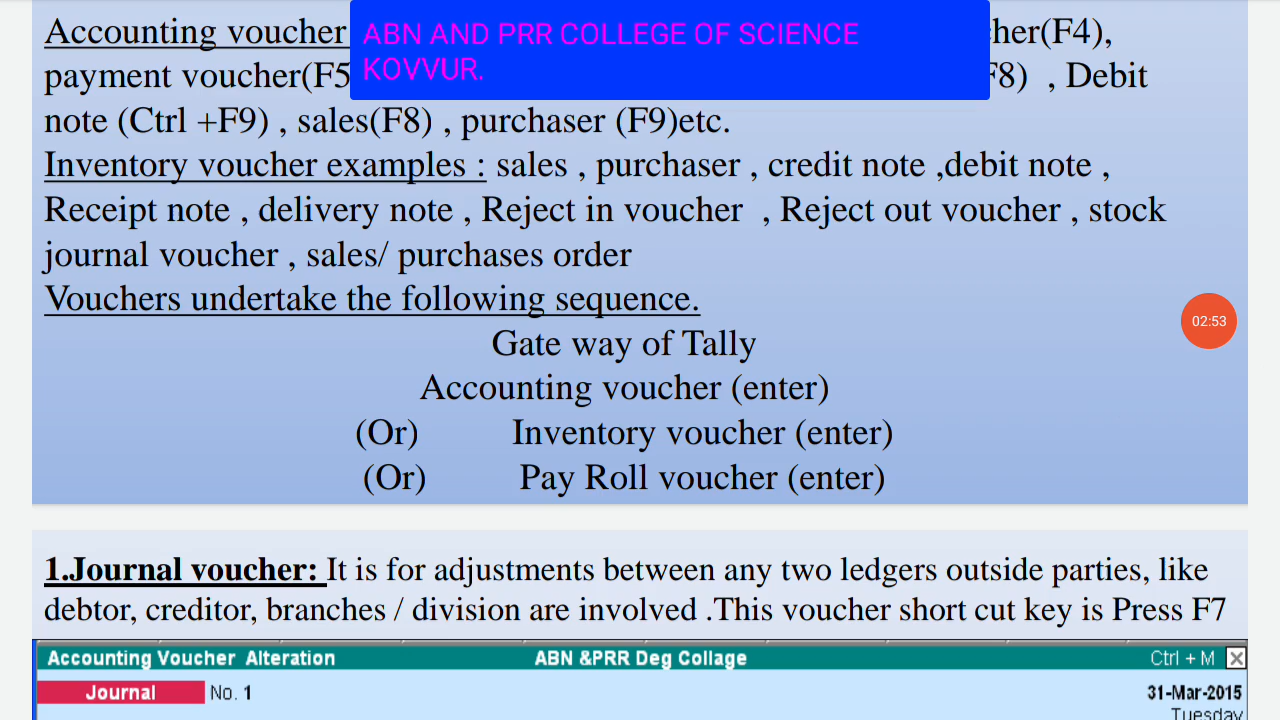 Accounting voucher
ABN AND PRR COLLEGE OF SCIENCE
KOVVUR.
her(F4),
payment voucher(F5
F8) , Debit
note (Ctrl +F9) , sales(F8) , purchaser (F9)etc.
Inventory voucher examples : sales , purchaser , credit note ,debit note ,
Receipt note , delivery note , Reject in voucher , Reject out voucher , stock
journal voucher , sales/ purchases order
Vouchers undertake the following sequence.
02:53
Gate way of Tally
Accounting voucher (enter)
(Or) Inventory voucher (enter)
(Or) Pay Roll voucher (enter)
1.Journal voucher: It is for adjustments between any two ledgers outside parties, like
debtor, creditor, branches / division are involved .This voucher short cut key is Press F7
Accounting Voucher Alteration ABN &PRR Deg Collage Ctrl + M
Journal No. 1 31-Mar-2015
Tuesday